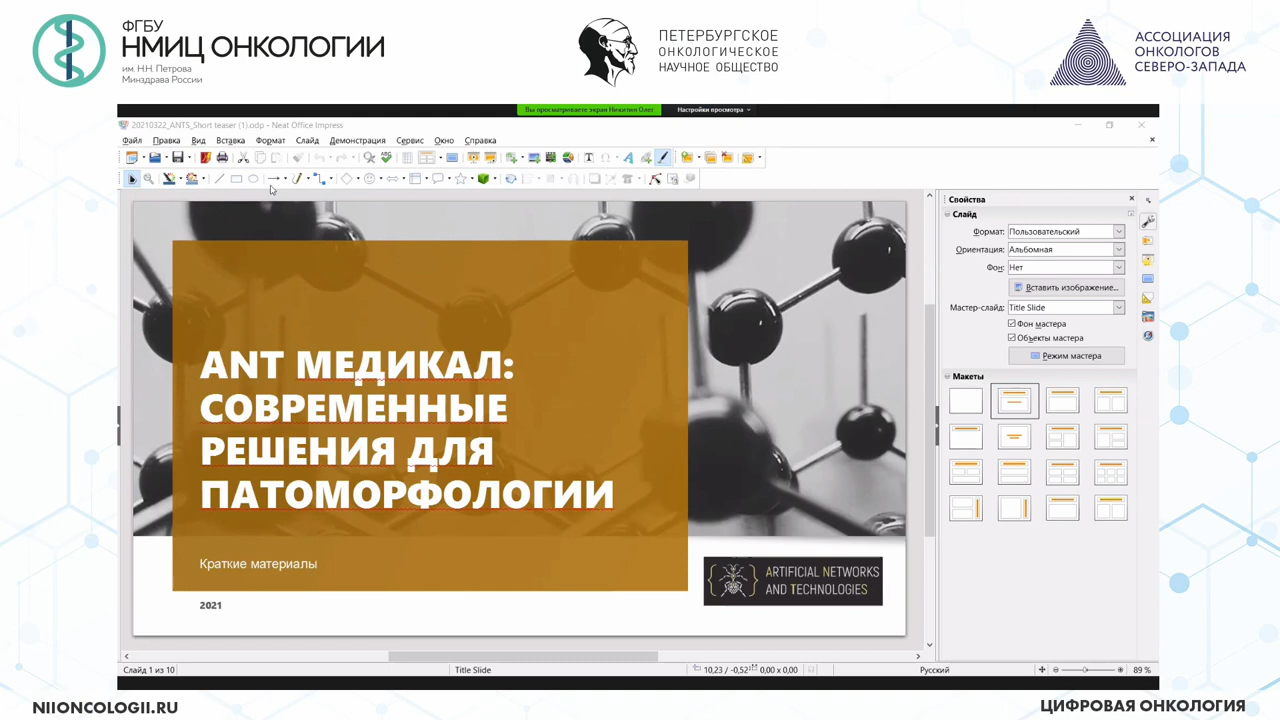 ФГБУ
НМИЦ ОНКОЛОГИИ
им. Н.Н. Петрова
Минздрава России
ПЕТЕРБУРГСКОЕ
ОНКОЛОГИЧЕСКОЕ
НАУЧНОЕ ОБЩЕСТВО
АССОЦИАЦИЯ
ОНКОЛОГОВ
СЕВЕРО-ЗАПАДА
Вы просматриваете экран Никитин Олег
Настройки просмотра
20210322_ANTS_Short teaser (1).odp - Neat Office Impress
Файл Правка Вид Вставка Формат Слайд Демонстрация Сервис Окно Справка
Свойства
Слайд
Формат: Пользовательский
Ориентация: Альбомная
Фон: Нет
Вставить изображение...
Мастер-слайд: Title Slide
Фон мастера
Объекты мастера
Режим мастера
Макеты
ANT МЕДИКАЛ:
СОВРЕМЕННЫЕ
РЕШЕНИЯ ДЛЯ
ПАТОМОРФОЛОГИИ
Краткие материалы
2021
ARTIFICIAL NETWORKS
AND TECHNOLOGIES
Слайд 1 из 10 Title Slide 10,23 / -0,52 0,00 x 0,00 Русский 89 %
NIIONCOLOGII.RU
ЦИФРОВАЯ ОНКОЛОГИЯ